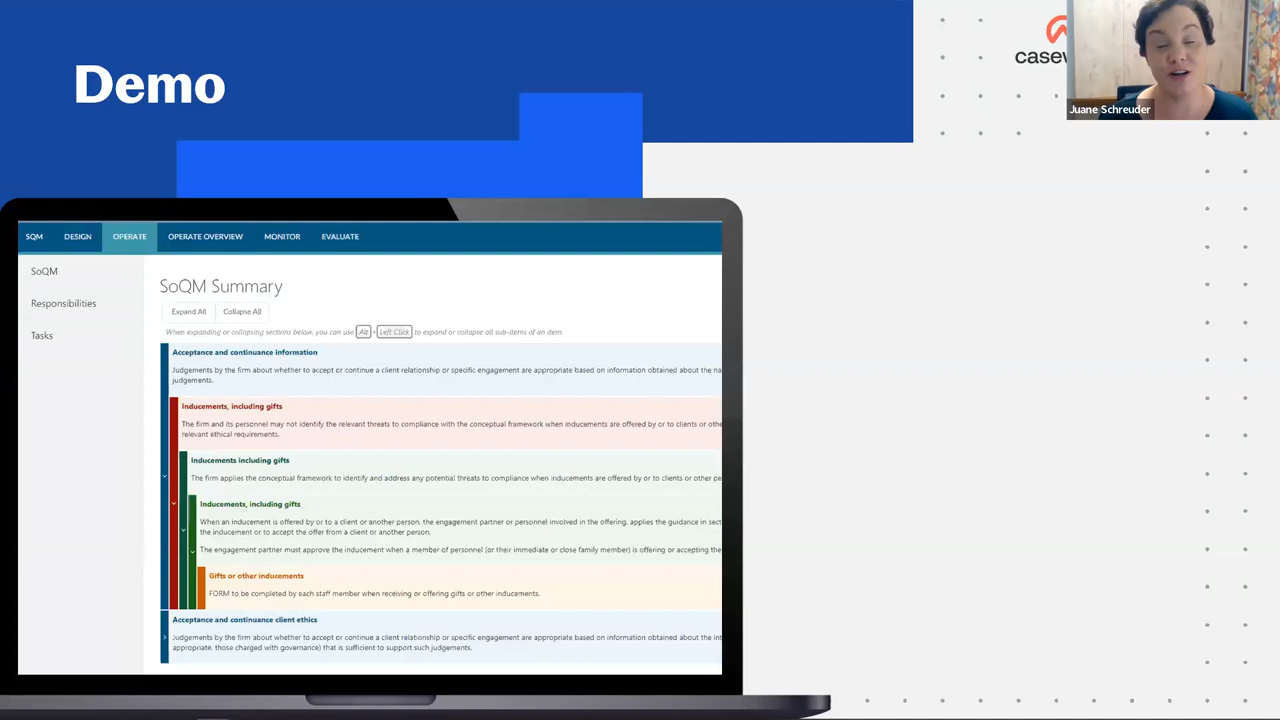 Demo
casew
Juane Schreuder
SQM DESIGN OPERATE OPERATE OVERVIEW MONITOR EVALUATE
SoQM
Responsibilities
Tasks
SoQM Summary
Expand All Collapse All
When expanding or collapsing sections below, you can use Alt + Left Click to expand or collapse all sub-items of an item.
Acceptance and continuance information
Judgements by the firm about whether to accept or continue a client relationship or specific engagement are appropriate based on information obtained about the na
judgements.
Inducements, including gifts
The firm and its personnel may not identify the relevant threats to compliance with the conceptual framework when inducements are offered by or to clients or othe
relevant ethical requirements.
Inducements including gifts
The firm applies the conceptual framework to identify and address any potential threats to compliance when inducements are offered by or to clients or other pe
Inducements, including gifts
When an inducement is offered by or to a client or another person, the engagement partner or personnel involved in the offering, applies the guidance in sect
the inducement or to accept the offer from a client or another person.
The engagement partner must approve the inducement when a member of personnel (or their immediate or close family member) is offering or accepting the
Gifts or other inducements
FORM to be completed by each staff member when receiving or offering gifts or other inducements.
Acceptance and continuance client ethics
Judgements by the firm about whether to accept or continue a client relationship or specific engagement are appropriate based on information obtained about the int
appropriate, those charged with governance) that is sufficient to support such judgements.